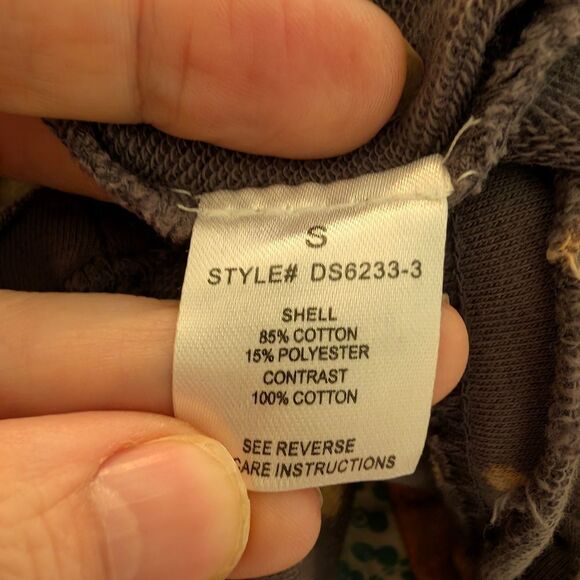 S
STYLE# DS6233-3
SHELL
85% COTTON
15% POLYESTER
CONTRAST
100% COTTON
SEE REVERSE
CARE INSTRUCTIONS